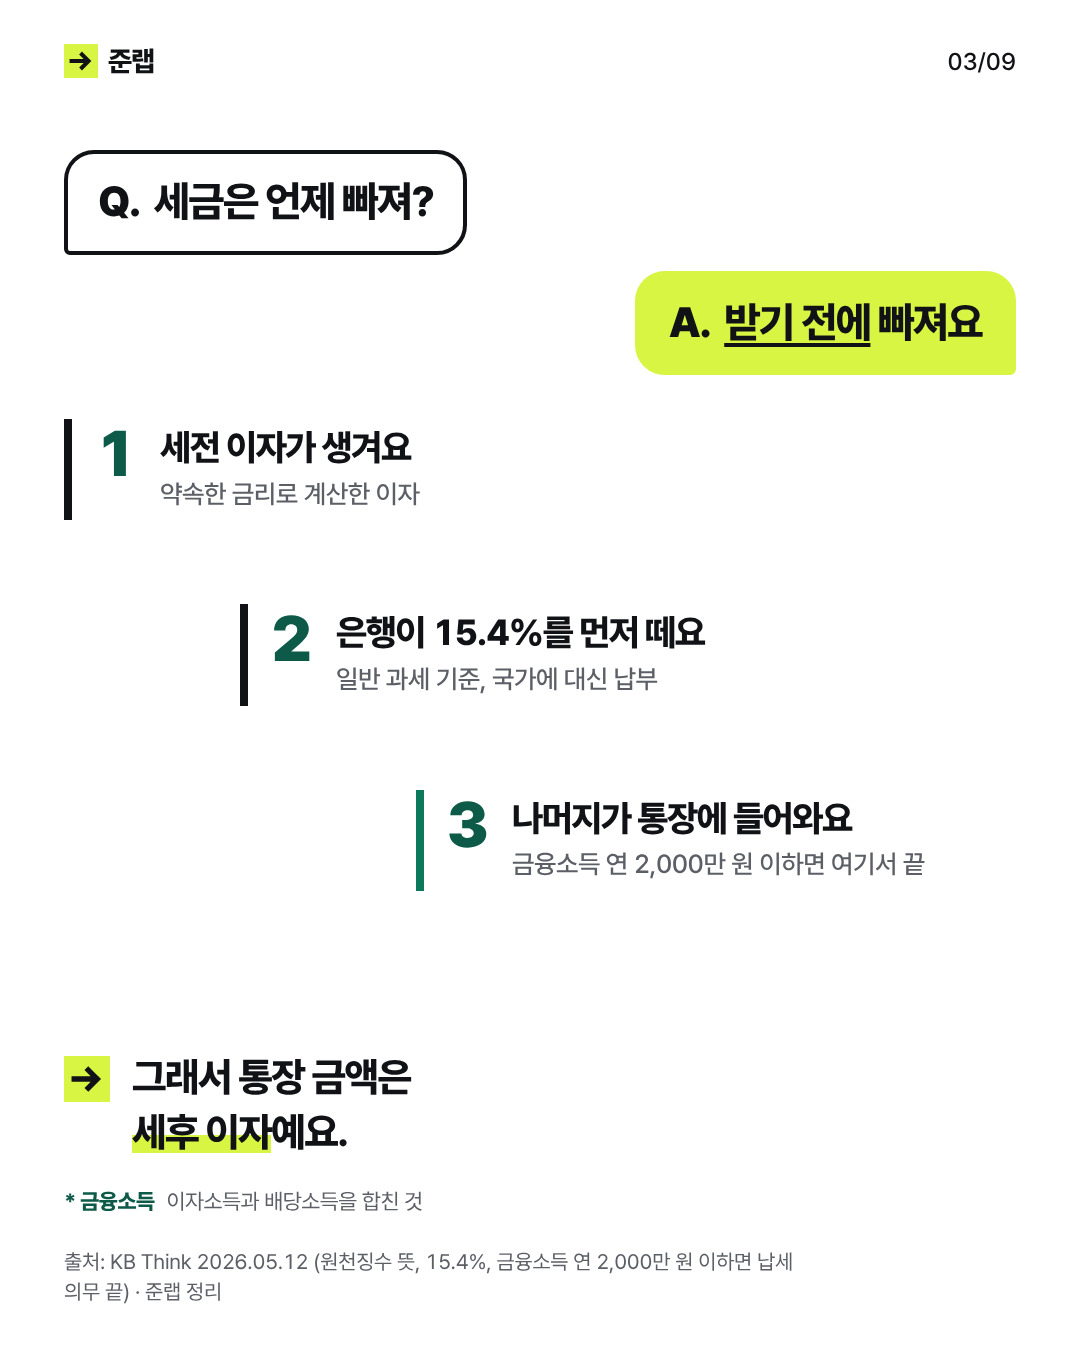 준랩
03/09
Q. 세금은 언제 빠져?
A. 받기 전에 빠져요
1 세전 이자가 생겨요
약속한 금리로 계산한 이자
2 은행이 15.4%를 먼저 떼요
일반 과세 기준, 국가에 대신 납부
3 나머지가 통장에 들어와요
금융소득 연 2,000만 원 이하면 여기서 끝
그래서 통장 금액은
세후 이자예요.
* 금융소득 이자소득과 배당소득을 합친 것
출처: KB Think 2026.05.12 (원천징수 뜻, 15.4%, 금융소득 연 2,000만 원 이하면 납세
의무 끝) · 준랩 정리